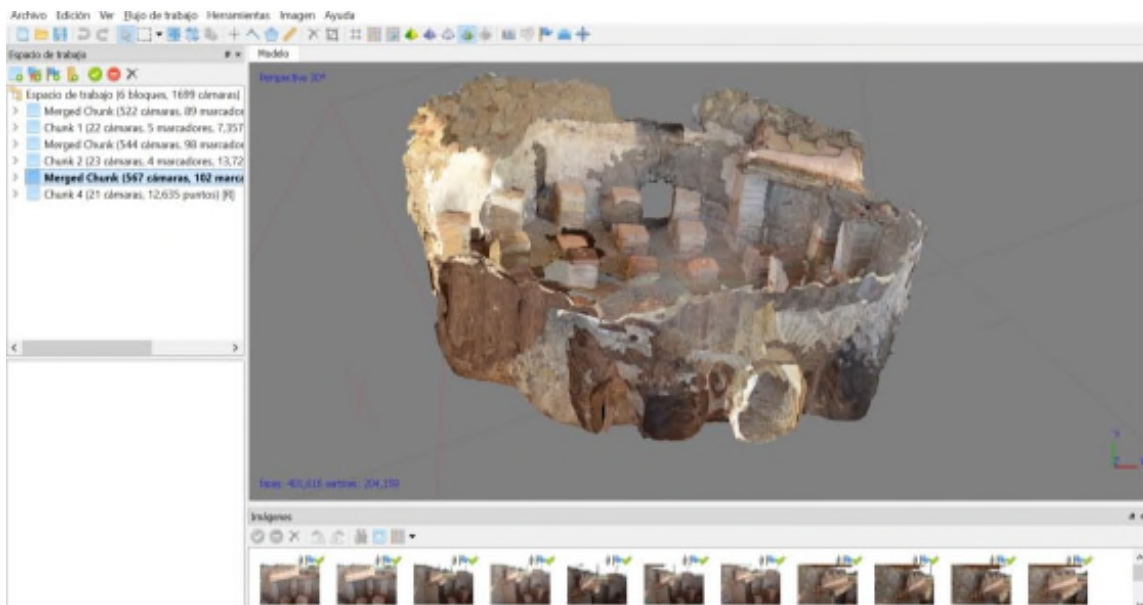 Archivo Edición Ver Flujo de trabajo Herramientas Imagen Ayuda
Espacio de trabajo
Modelo
Perspectiva 30°
Espacio de trabajo (6 bloques, 1699 cámaras)
Merged Chunk (522 cámaras, 89 marcador
Chunk 1 (22 cámaras, 5 marcadores, 7,357
Merged Chunk (544 cámaras, 98 marcador
Chunk 2 (23 cámaras, 4 marcadores, 13,72
Merged Chunk (567 cámaras, 102 marca
Chunk 4 (21 cámaras, 12,635 puntos) [R]
Imágenes